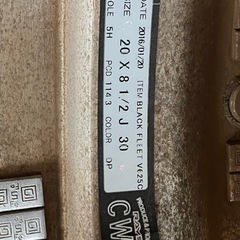 DATE 2016/01/20 ITEM BLACK FLEET V625C
SIZE 20 X 8 1/2 J 30
HOLE 5H PCD 114.3 COLOR DP
CW